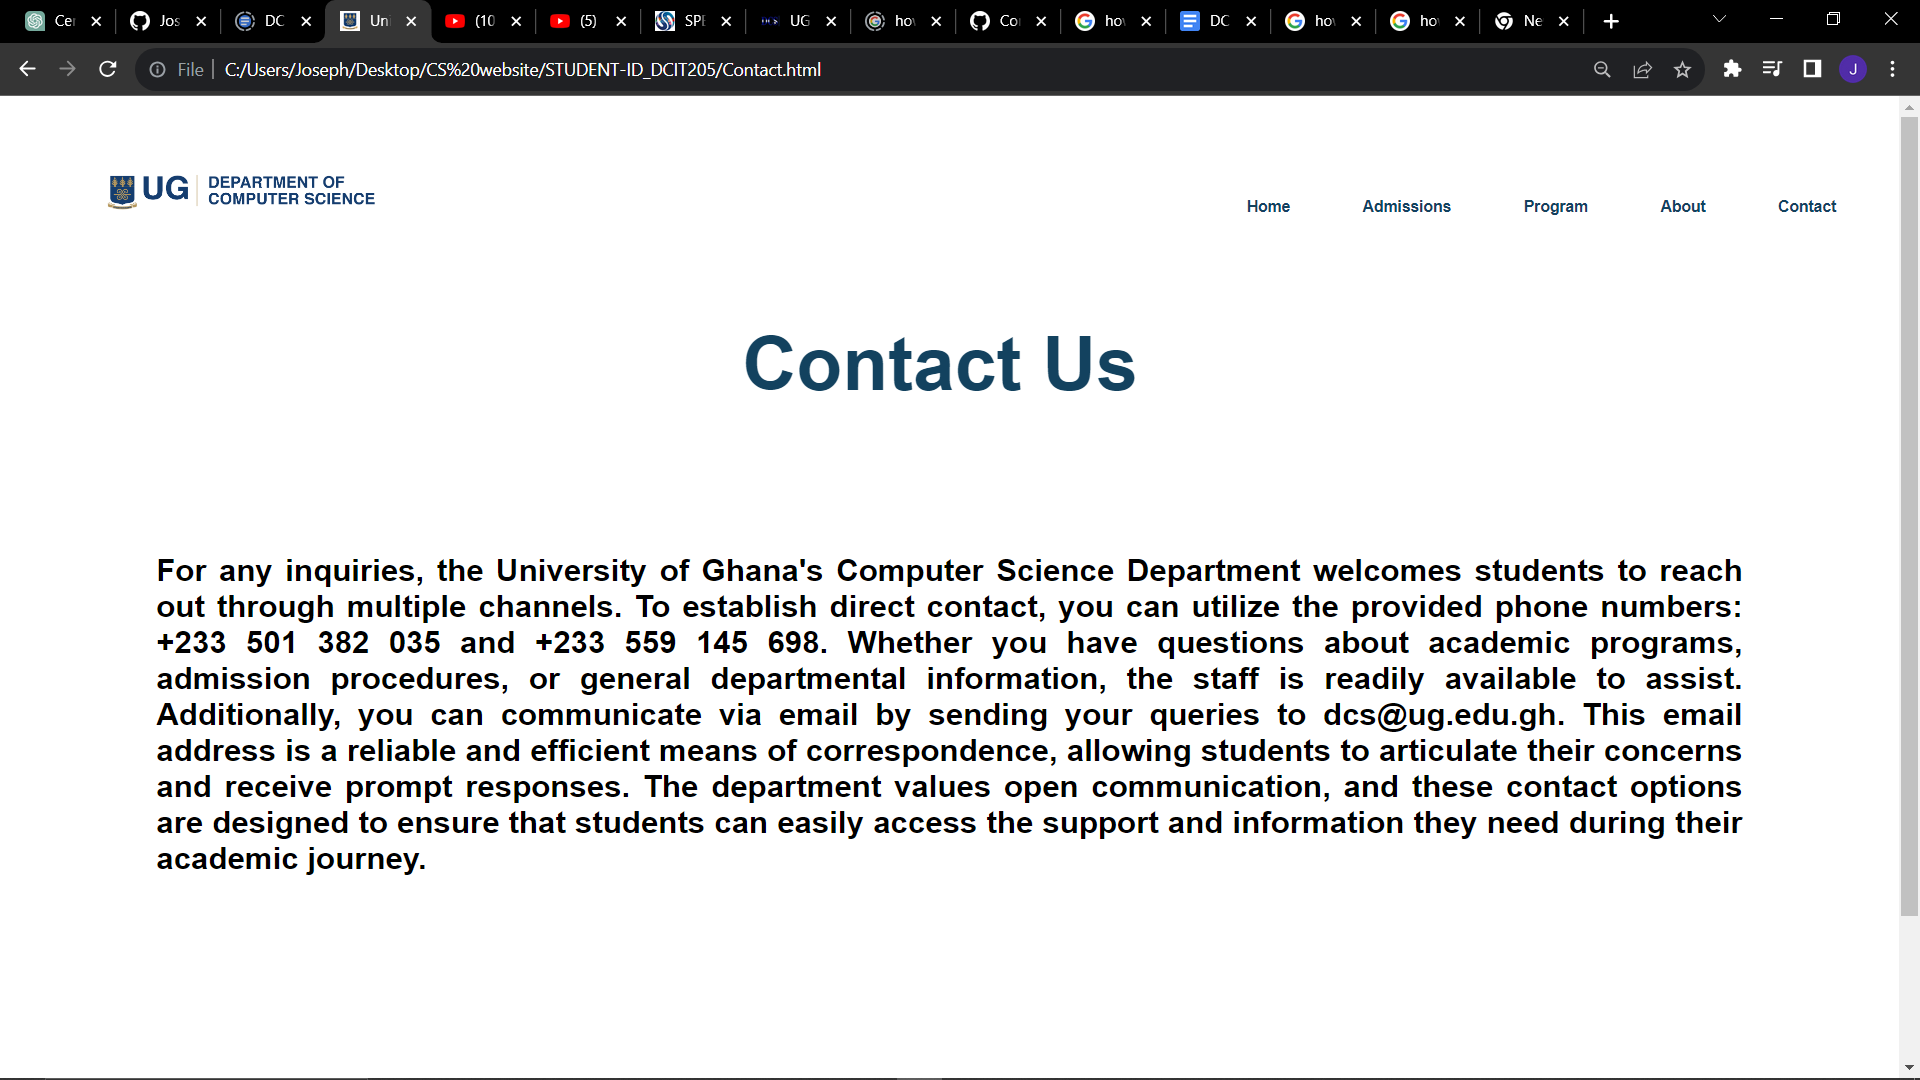 Cer
Jos
DC
Uni
(10
(5)
SPE
UG
hov
Co
hov
DC
hov
hov
Ne
File
C:/Users/Joseph/Desktop/CS%20website/STUDENT-ID_DCIT205/Contact.html
J
UG
DEPARTMENT OF
COMPUTER SCIENCE
Home Admissions Program About Contact
Contact Us
For any inquiries, the University of Ghana's Computer Science Department welcomes students to reach
out through multiple channels. To establish direct contact, you can utilize the provided phone numbers:
+233 501 382 035 and +233 559 145 698. Whether you have questions about academic programs,
admission procedures, or general departmental information, the staff is readily available to assist.
Additionally, you can communicate via email by sending your queries to dcs@ug.edu.gh. This email
address is a reliable and efficient means of correspondence, allowing students to articulate their concerns
and receive prompt responses. The department values open communication, and these contact options
are designed to ensure that students can easily access the support and information they need during their
academic journey.